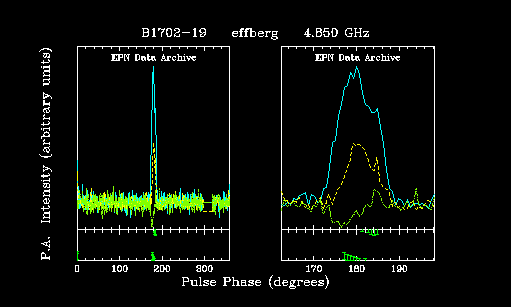 B1702-19 effberg 4.850 GHz
EPN Data Archive EPN Data Archive
P.A. Intensity (arbitrary units)
0 100 200 300 170 180 190
Pulse Phase (degrees)